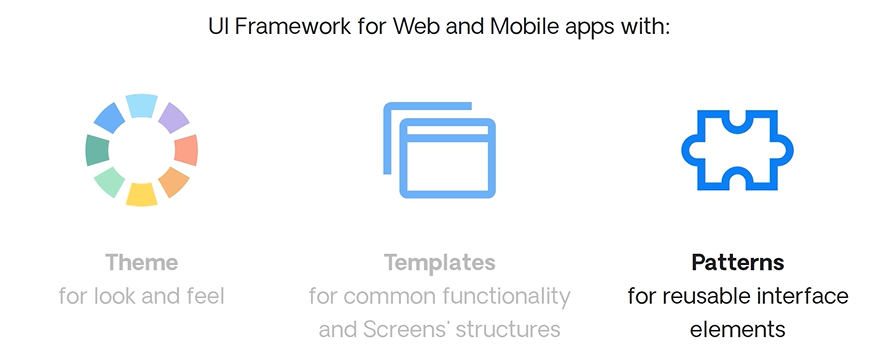 UI Framework for Web and Mobile apps with:
Theme
for look and feel
Templates
for common functionality
and Screens' structures
Patterns
for reusable interface
elements